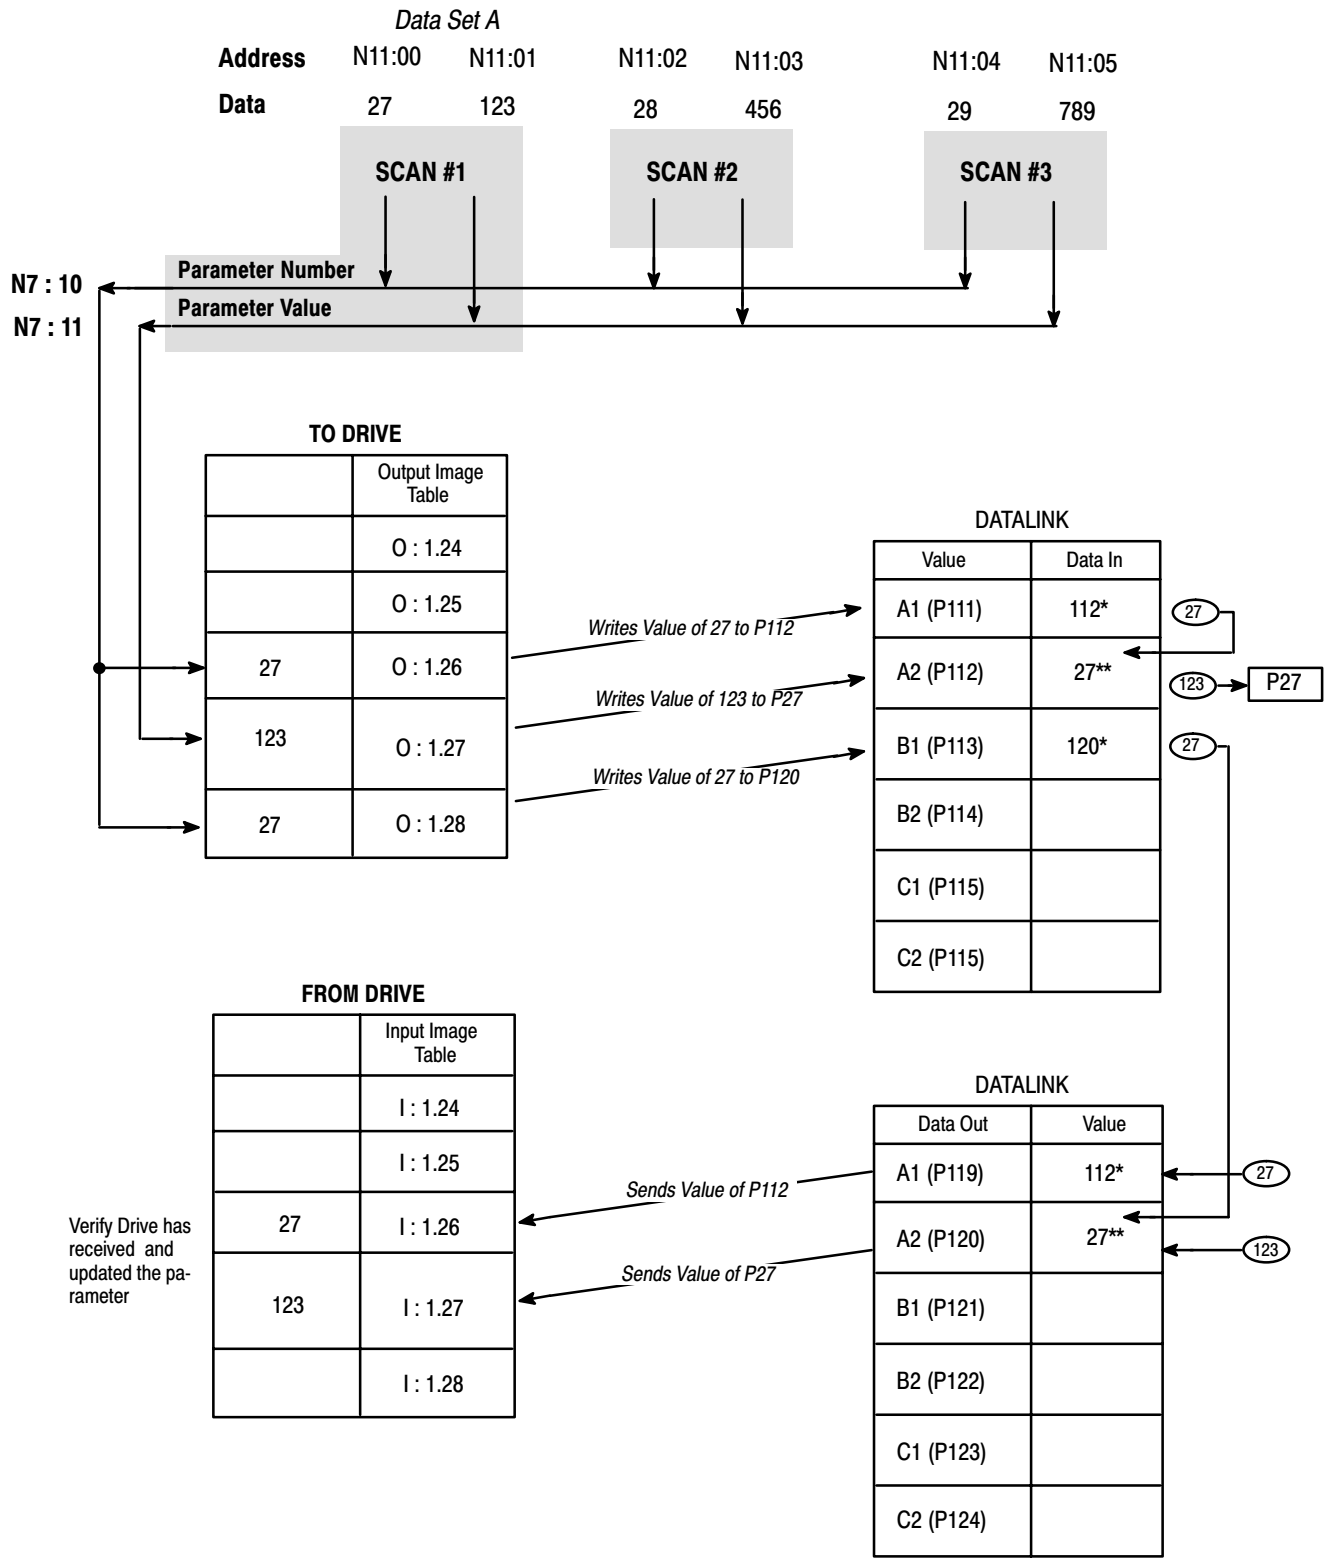 Data Set A
Address N11:00 N11:01 N11:02 N11:03 N11:04 N11:05
Data 27 123 28 456 29 789
SCAN #1 SCAN #2 SCAN #3
Parameter Number
N7 : 10
Parameter Value
N7 : 11
TO DRIVE
Output Image
Table
O : 1.24
O : 1.25
27 O : 1.26
123 O : 1.27
27 O : 1.28
Writes Value of 27 to P112
Writes Value of 123 to P27
Writes Value of 27 to P120
DATALINK
Value Data In
A1 (P111) 112* 27
A2 (P112) 27** 123 P27
B1 (P113) 120* 27
B2 (P114)
C1 (P115)
C2 (P115)
FROM DRIVE
Input Image
Table
I : 1.24
I : 1.25
27 I : 1.26
123 I : 1.27
I : 1.28
Verify Drive has
received and
updated the pa-
rameter
Sends Value of P112
Sends Value of P27
DATALINK
Data Out Value
A1 (P119) 112* 27
A2 (P120) 27** 123
B1 (P121)
B2 (P122)
C1 (P123)
C2 (P124)